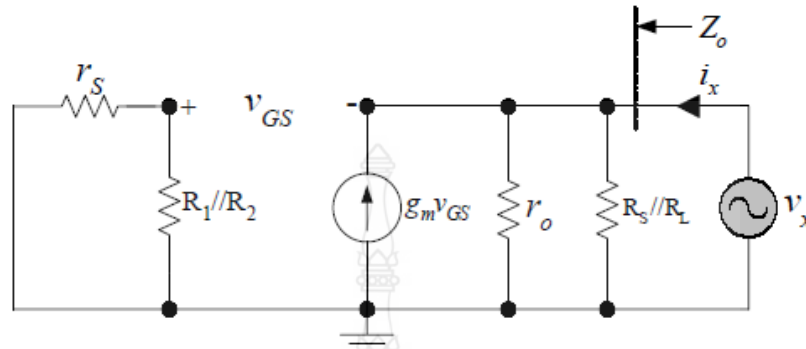 Z_o
r_S
+ v_GS -
i_x
R_1//R_2
g_m v_GS
r_o
R_S//R_L
v_x